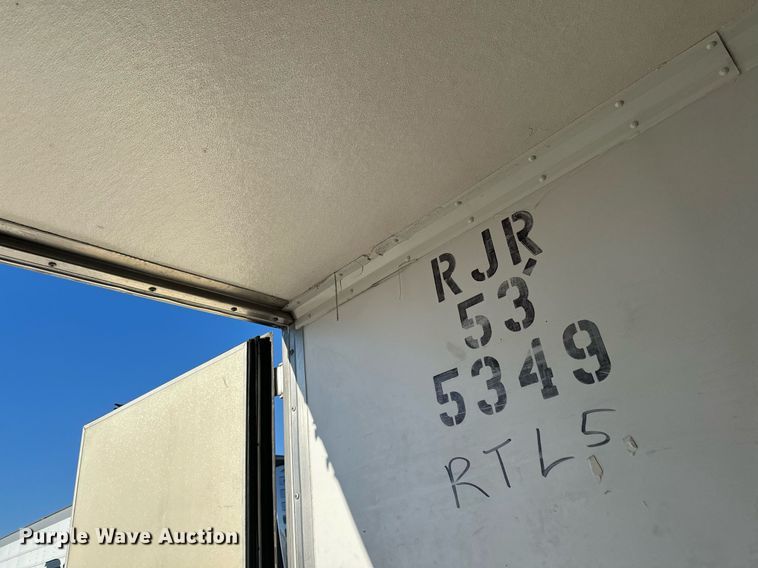 RJR
53'
5349
RTL5
Purple Wave Auction